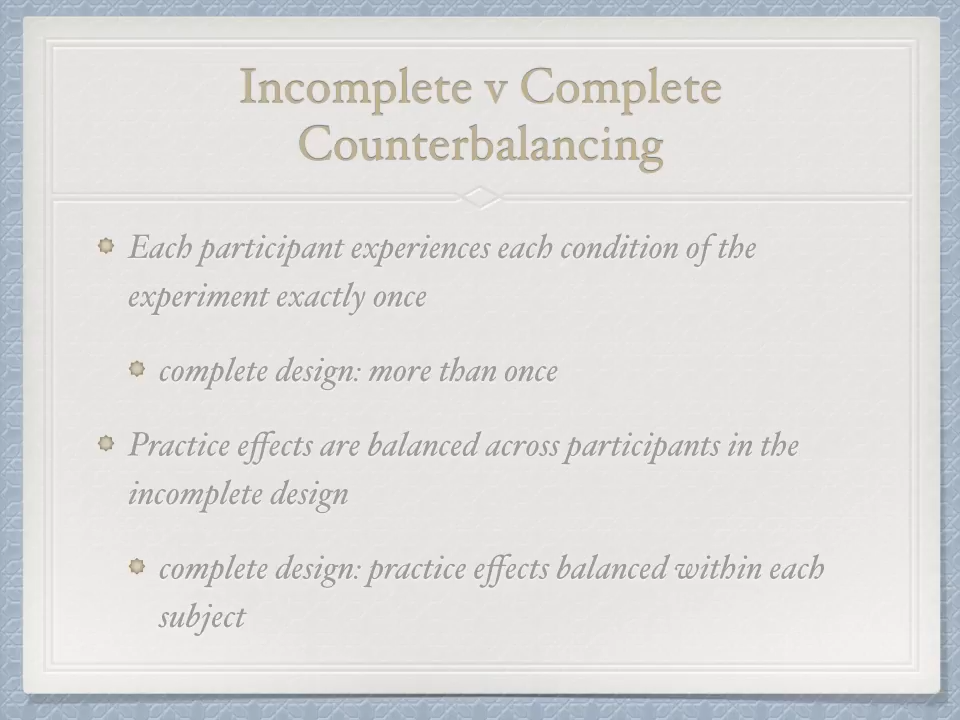 Incomplete v Complete
Counterbalancing
Each participant experiences each condition of the
experiment exactly once
complete design: more than once
Practice effects are balanced across participants in the
incomplete design
complete design: practice effects balanced within each
subject